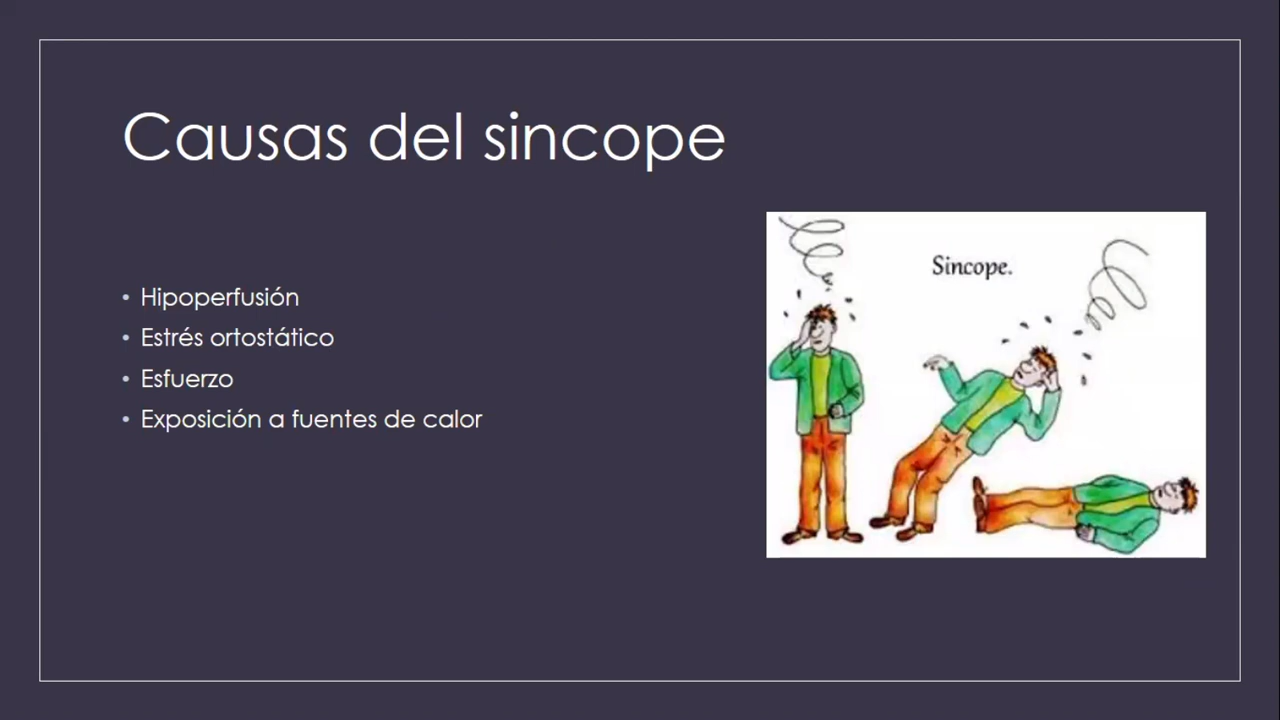 Causas del sincope
Hipoperfusión
Estrés ortostático
Esfuerzo
Exposición a fuentes de calor
Sincope.